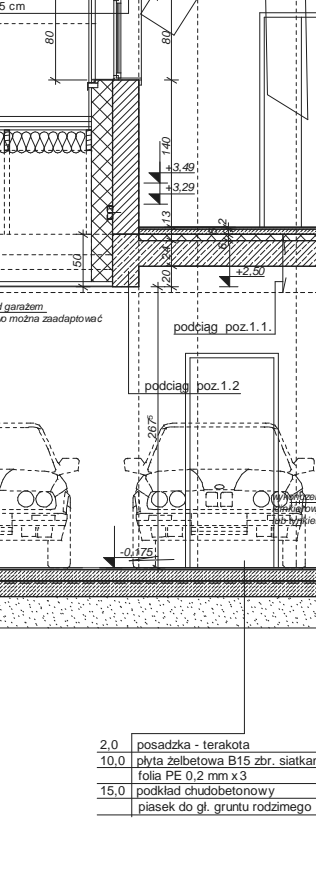 5 cm
80
80
140
+3,49
+3,29
13
50
20
+2,50
d garażem
wo można zaadaptować
podciąg poz.1.1.
podciąg poz.1.2
267⁵
-0,175
2,0 posadzka - terakota
10,0 płyta żelbetowa B15 zbr. siatkam
folia PE 0,2 mm x3
15,0 podkład chudobetonowy
piasek do gł. gruntu rodzimego